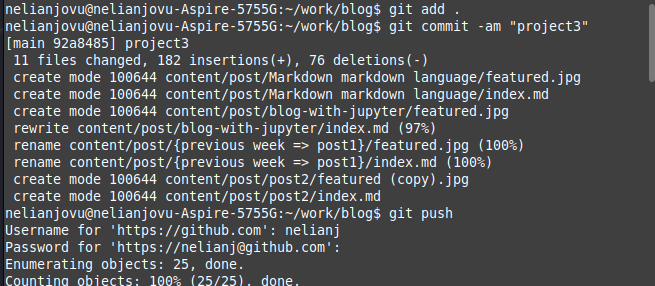 nelianjovu@nelianjovu-Aspire-5755G:~/work/blog$ git add .
nelianjovu@nelianjovu-Aspire-5755G:~/work/blog$ git commit -am "project3"
[main 92a8485] project3
 11 files changed, 182 insertions(+), 76 deletions(-)
 create mode 100644 content/post/Markdown markdown language/featured.jpg
 create mode 100644 content/post/Markdown markdown language/index.md
 create mode 100644 content/post/blog-with-jupyter/featured.jpg
 rewrite content/post/blog-with-jupyter/index.md (97%)
 rename content/post/{previous week => post1}/featured.jpg (100%)
 rename content/post/{previous week => post1}/index.md (100%)
 create mode 100644 content/post/post2/featured (copy).jpg
 create mode 100644 content/post/post2/index.md
nelianjovu@nelianjovu-Aspire-5755G:~/work/blog$ git push
Username for 'https://github.com': nelianj
Password for 'https://nelianj@github.com':
Enumerating objects: 25, done.
Counting objects: 100% (25/25), done.